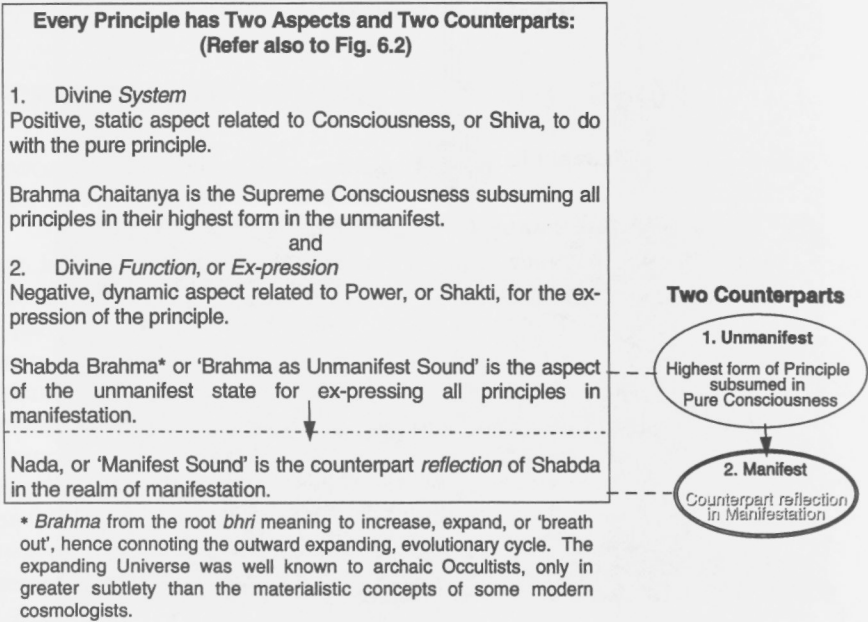 Every Principle has Two Aspects and Two Counterparts:
(Refer also to Fig. 6.2)
1. Divine System
Positive, static aspect related to Consciousness, or Shiva, to do
with the pure principle.
Brahma Chaitanya is the Supreme Consciousness subsuming all
principles in their highest form in the unmanifest.
and
2. Divine Function, or Ex-pression
Negative, dynamic aspect related to Power, or Shakti, for the ex-
pression of the principle.
Shabda Brahma* or ‘Brahma as Unmanifest Sound’ is the aspect
of the unmanifest state for ex-pressing all principles in
manifestation.
Nada, or ‘Manifest Sound’ is the counterpart reflection of Shabda
in the realm of manifestation.
* Brahma from the root bhri meaning to increase, expand, or ‘breath
out’, hence connoting the outward expanding, evolutionary cycle. The
expanding Universe was well known to archaic Occultists, only in
greater subtlety than the materialistic concepts of some modern
cosmologists.
Two Counterparts
1. Unmanifest
Highest form of Principle
subsumed in
Pure Consciousness
2. Manifest
Counterpart reflection
in Manifestation